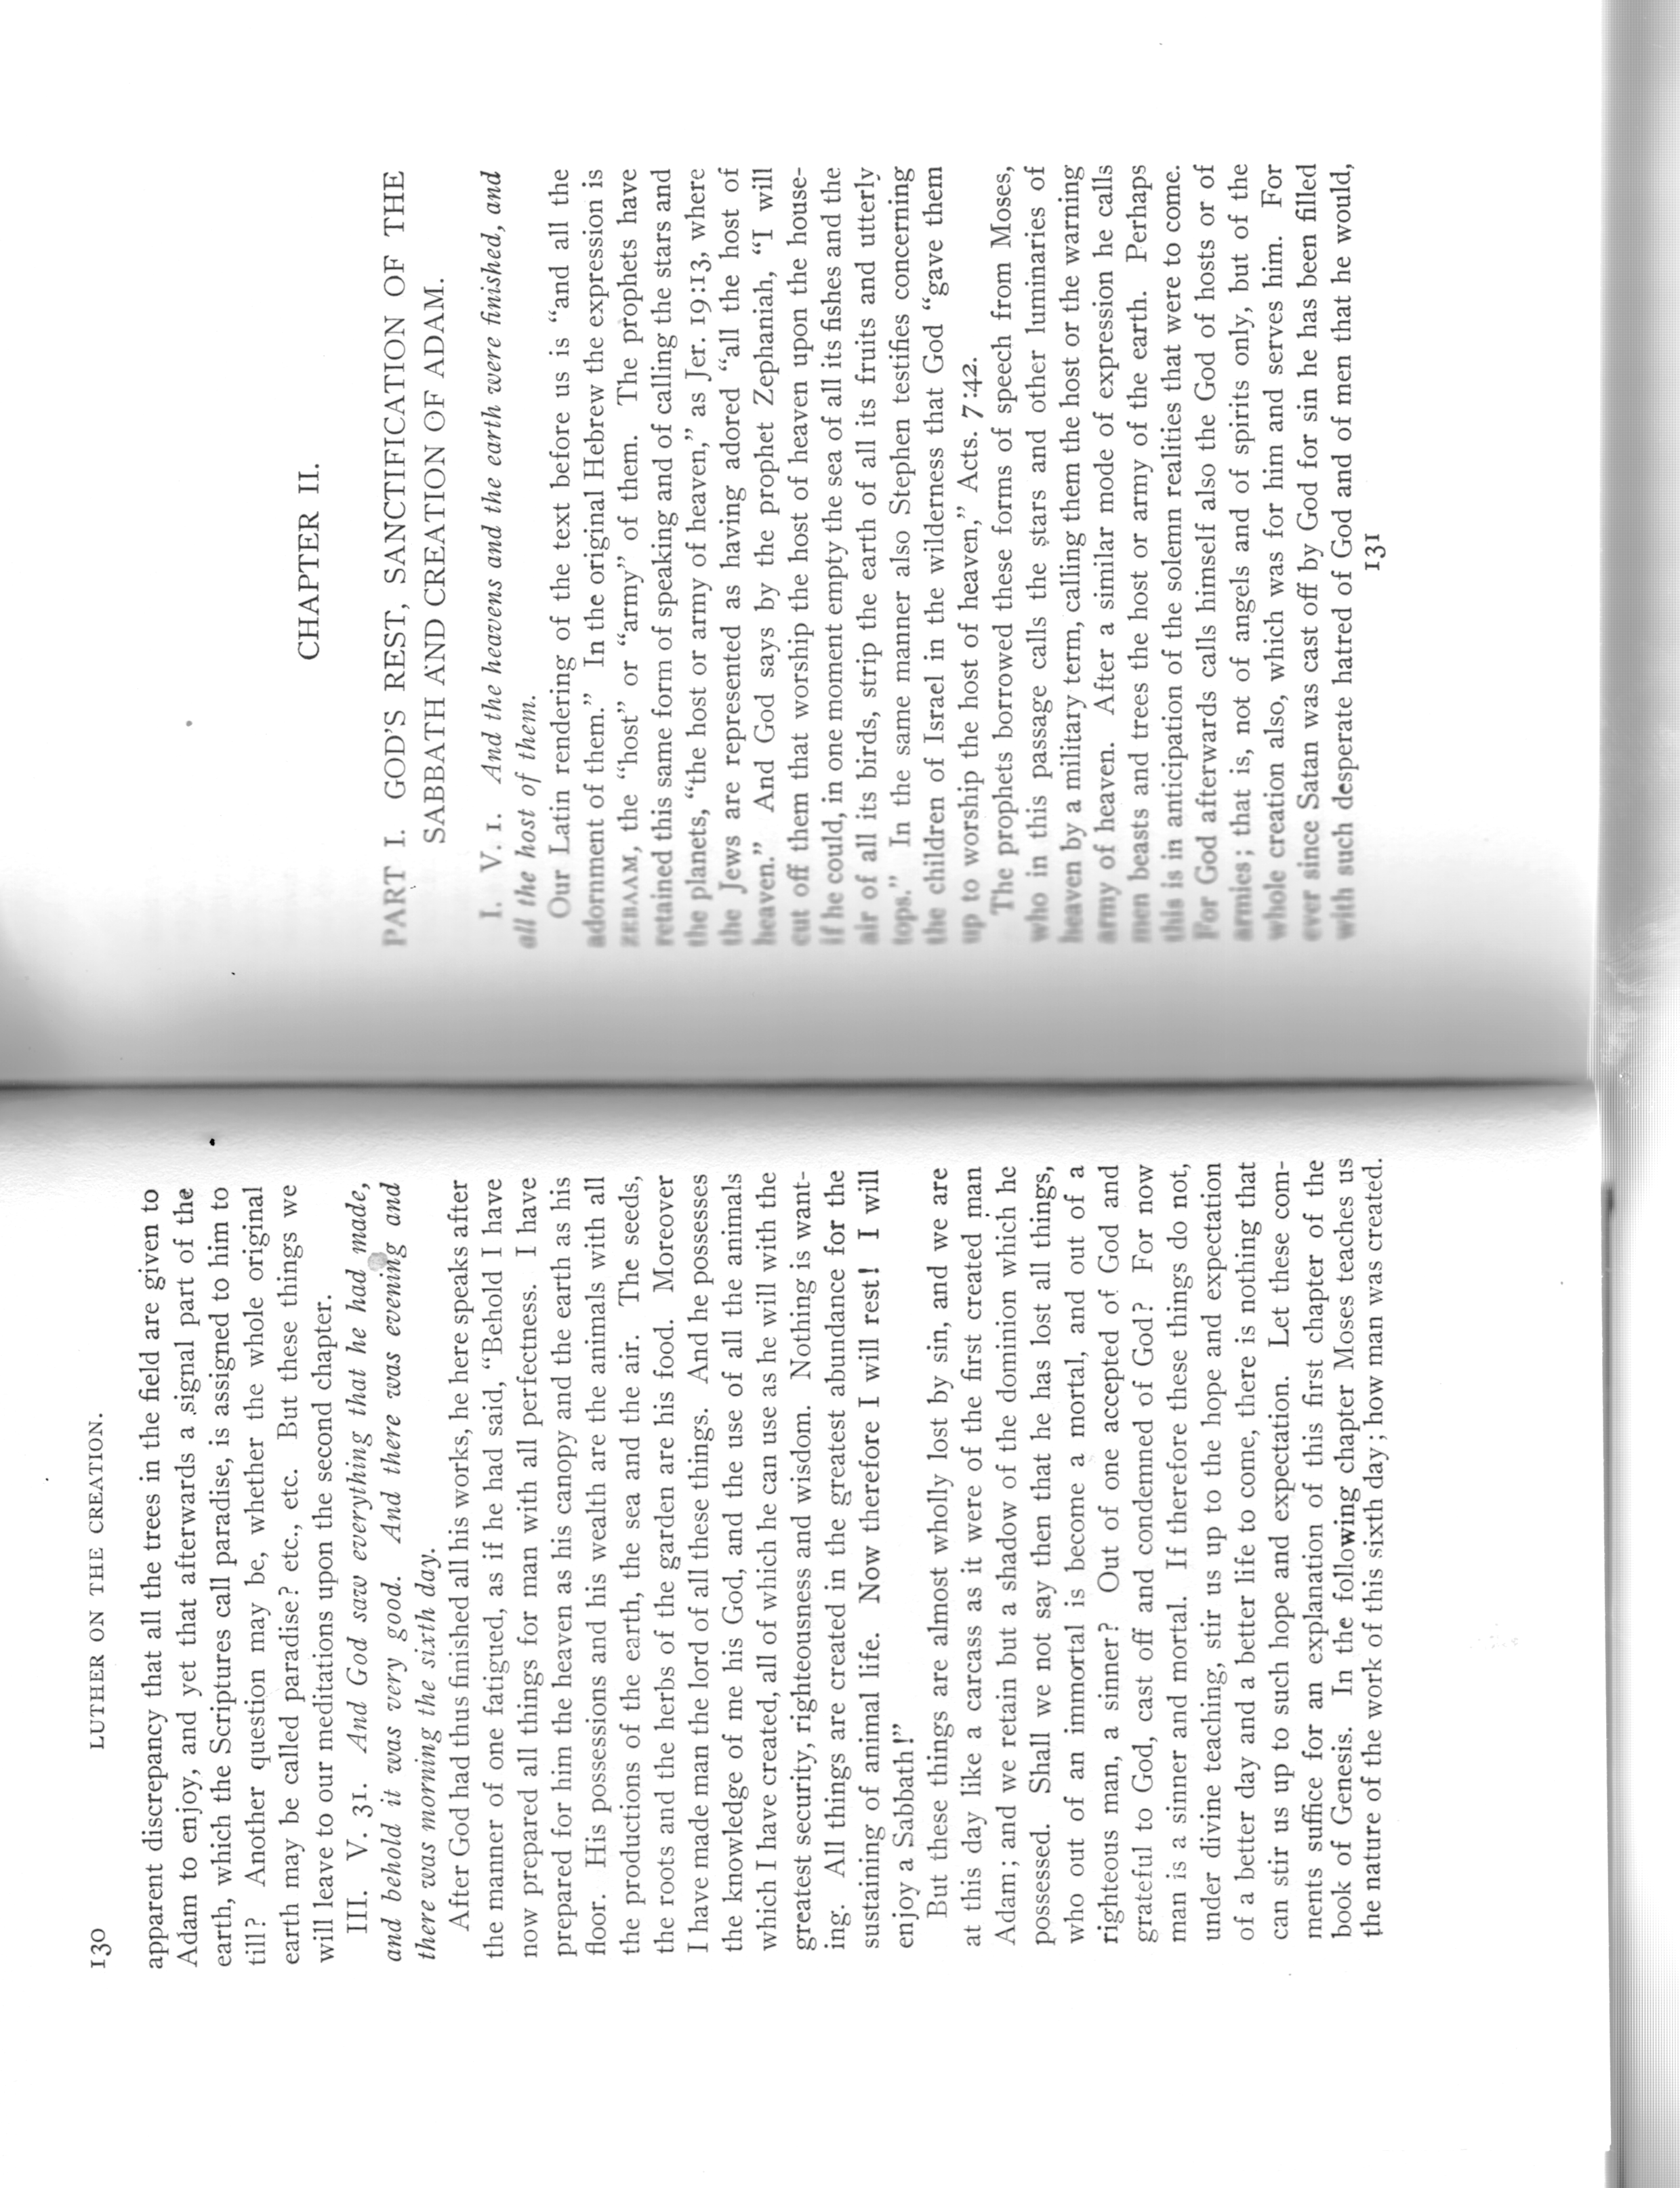 130 LUTHER ON THE CREATION.
apparent discrepancy that all the trees in the field are given to
Adam to enjoy, and yet that afterwards a signal part of the
earth, which the Scriptures call paradise, is assigned to him to
till? Another question may be, whether the whole original
earth may be called paradise? etc., etc. But these things we
will leave to our meditations upon the second chapter.
III. V. 31. And God saw everything that he had made,
and behold it was very good. And there was evening and
there was morning the sixth day.
After God had thus finished all his works, he here speaks after
the manner of one fatigued, as if he had said, “Behold I have
now prepared all things for man with all perfectness. I have
prepared for him the heaven as his canopy and the earth as his
floor. His possessions and his wealth are the animals with all
the productions of the earth, the sea and the air. The seeds,
the roots and the herbs of the garden are his food. Moreover
I have made man the lord of all these things. And he possesses
the knowledge of me his God, and the use of all the animals
which I have created, all of which he can use as he will with the
greatest security, righteousness and wisdom. Nothing is want-
ing. All things are created in the greatest abundance for the
sustaining of animal life. Now therefore I will rest! I will
enjoy a Sabbath!”
But these things are almost wholly lost by sin, and we are
at this day like a carcass as it were of the first created man
Adam; and we retain but a shadow of the dominion which he
possessed. Shall we not say then that he has lost all things,
who out of an immortal is become a mortal, and out of a
righteous man, a sinner? Out of one accepted of God and
grateful to God, cast off and condemned of God? For now
man is a sinner and mortal. If therefore these things do not,
under divine teaching, stir us up to the hope and expectation
of a better day and a better life to come, there is nothing that
can stir us up to such hope and expectation. Let these com-
ments suffice for an explanation of this first chapter of the
book of Genesis. In the following chapter Moses teaches us
the nature of the work of this sixth day; how man was created.
CHAPTER II.
PART I. GOD'S REST, SANCTIFICATION OF THE
SABBATH AND CREATION OF ADAM.
I. V. 1. And the heavens and the earth were finished, and
all the host of them.
Our Latin rendering of the text before us is “and all the
adornment of them.” In the original Hebrew the expression is
ZEBAAM, the “host” or “army” of them. The prophets have
retained this same form of speaking and of calling the stars and
the planets, “the host or army of heaven,” as Jer. 19:13, where
the Jews are represented as having adored “all the host of
heaven.” And God says by the prophet Zephaniah, “I will
cut off them that worship the host of heaven upon the house-
if he could, in one moment empty the sea of all its fishes and the
air of all its birds, strip the earth of all its fruits and utterly
tops.” In the same manner also Stephen testifies concerning
the children of Israel in the wilderness that God “gave them
up to worship the host of heaven,” Acts. 7:42.
The prophets borrowed these forms of speech from Moses,
who in this passage calls the stars and other luminaries of
heaven by a military term, calling them the host or the warning
army of heaven. After a similar mode of expression he calls
men beasts and trees the host or army of the earth. Perhaps
this is in anticipation of the solemn realities that were to come.
For God afterwards calls himself also the God of hosts or of
armies; that is, not of angels and of spirits only, but of the
whole creation also, which was for him and serves him. For
ever since Satan was cast off by God for sin he has been filled
with such desperate hatred of God and of men that he would,
131